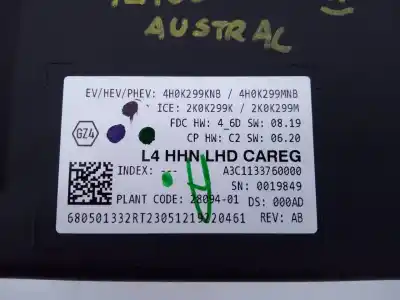 AUSTRAL
EV/HEV/PHEV: 4H0K299KNB / 4H0K299MNB
ICE: 2K0K299K / 2K0K299M
FDC HW: 4_6D SW: 08.19
CP HW: C2 SW: 06.20
GZ4
L4 HHN LHD CAREG
INDEX: --- A3C1133760000
SN: 0019849
PLANT CODE: 28094-01 DS: 000AD
680501332RT23051219220461 REV: AB